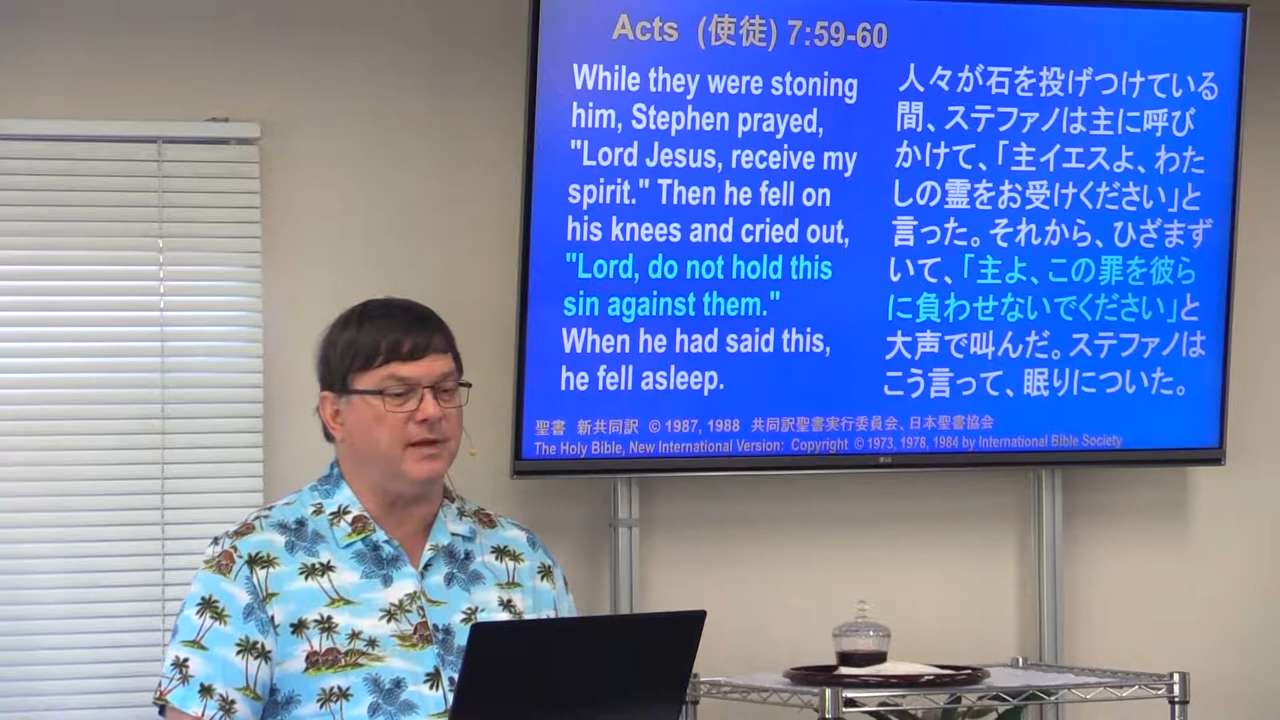 Acts (使徒) 7:59-60
While they were stoning
him, Stephen prayed,
"Lord Jesus, receive my
spirit." Then he fell on
his knees and cried out,
"Lord, do not hold this
sin against them."
When he had said this,
he fell asleep.
人々が石を投げつけている
間、ステファノは主に呼び
かけて、「主イエスよ、わた
しの霊をお受けください」と
言った。それから、ひざまず
いて、「主よ、この罪を彼ら
に負わせないでください」と
大声で叫んだ。ステファノは
こう言って、眠りについた。
聖書 新共同訳 © 1987, 1988 共同訳聖書実行委員会、日本聖書協会
The Holy Bible, New International Version: Copyright © 1973, 1978, 1984 by International Bible Society
LG